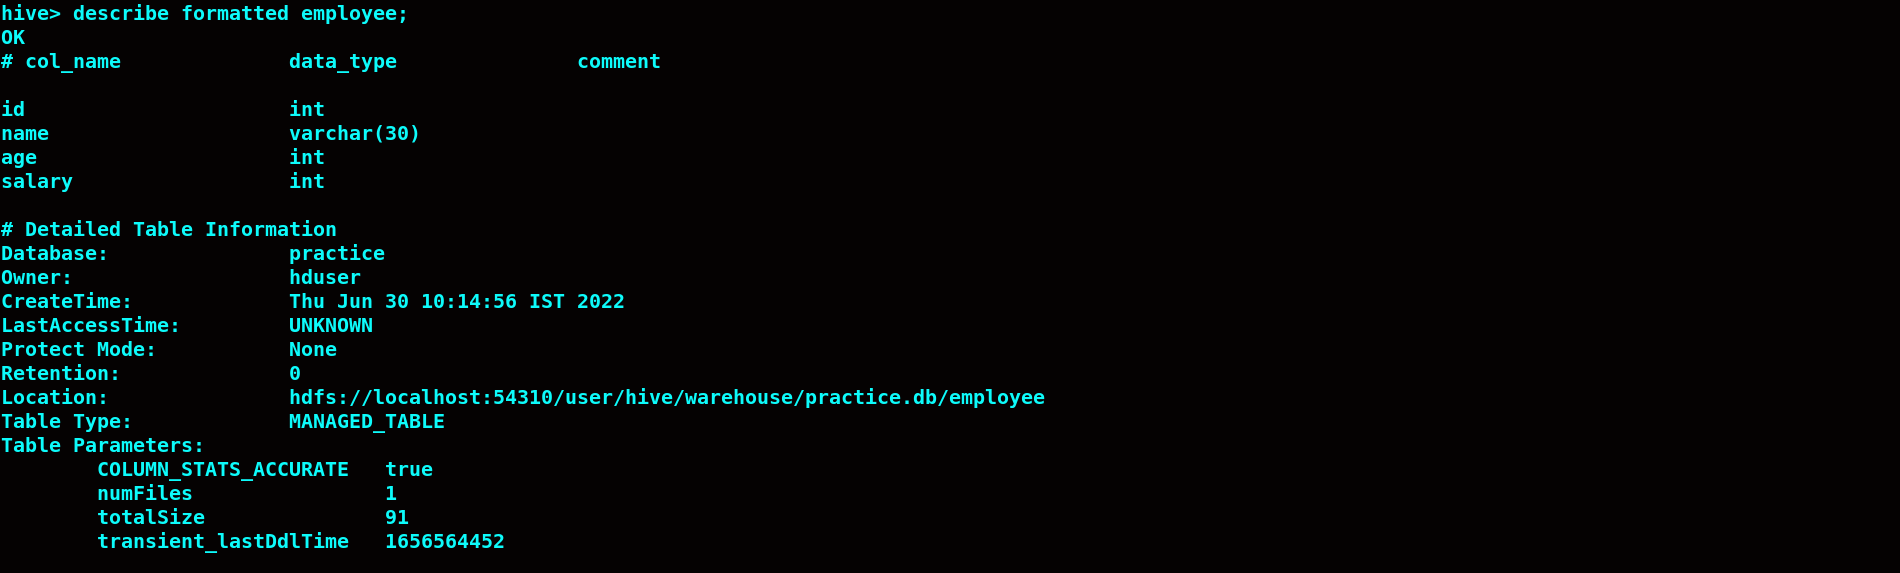 hive> describe formatted employee;
OK
# col_name              data_type               comment
id                      int
name                    varchar(30)
age                     int
salary                  int
# Detailed Table Information
Database:               practice
Owner:                  hduser
CreateTime:             Thu Jun 30 10:14:56 IST 2022
LastAccessTime:         UNKNOWN
Protect Mode:           None
Retention:              0
Location:               hdfs://localhost:54310/user/hive/warehouse/practice.db/employee
Table Type:             MANAGED_TABLE
Table Parameters:
        COLUMN_STATS_ACCURATE   true
        numFiles                1
        totalSize               91
        transient_lastDdlTime   1656564452